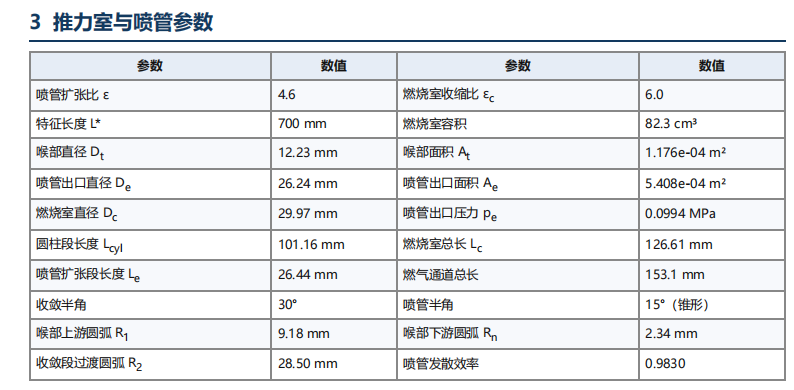 3 推力室与喷管参数
参数 数值 参数 数值
喷管扩张比 ε 4.6 燃烧室收缩比 εc 6.0
特征长度 L* 700 mm 燃烧室容积 82.3 cm³
喉部直径 Dt 12.23 mm 喉部面积 At 1.176e-04 m²
喷管出口直径 De 26.24 mm 喷管出口面积 Ae 5.408e-04 m²
燃烧室直径 Dc 29.97 mm 喷管出口压力 pe 0.0994 MPa
圆柱段长度 Lcyl 101.16 mm 燃烧室总长 Lc 126.61 mm
喷管扩张段长度 Le 26.44 mm 燃气通道总长 153.1 mm
收敛半角 30° 喷管半角 15°（锥形）
喉部上游圆弧 R1 9.18 mm 喉部下游圆弧 Rn 2.34 mm
收敛段过渡圆弧 R2 28.50 mm 喷管发散效率 0.9830